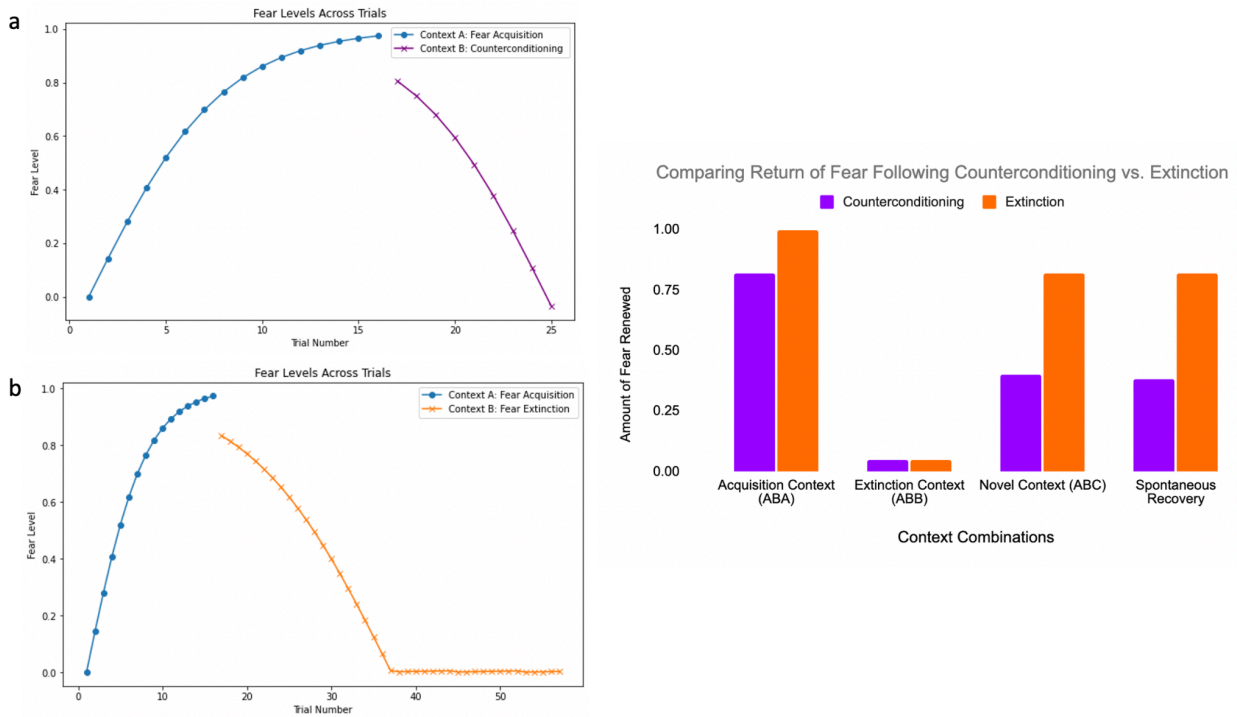 a
Fear Levels Across Trials
Context A: Fear Acquisition
Context B: Counterconditioning
1.0
0.8
0.6
0.4
0.2
0.0
Fear Level
0 5 10 15 20 25
Trial Number
b
Fear Levels Across Trials
Context A: Fear Acquisition
Context B: Fear Extinction
1.0
0.8
0.6
0.4
0.2
0.0
Fear Level
0 10 20 30 40 50
Trial Number
Comparing Return of Fear Following Counterconditioning vs. Extinction
Counterconditioning Extinction
1.00
0.75
0.50
0.25
0.00
Amount of Fear Renewed
Acquisition Context Extinction Context Novel Context (ABC) Spontaneous
(ABA) (ABB) Recovery
Context Combinations